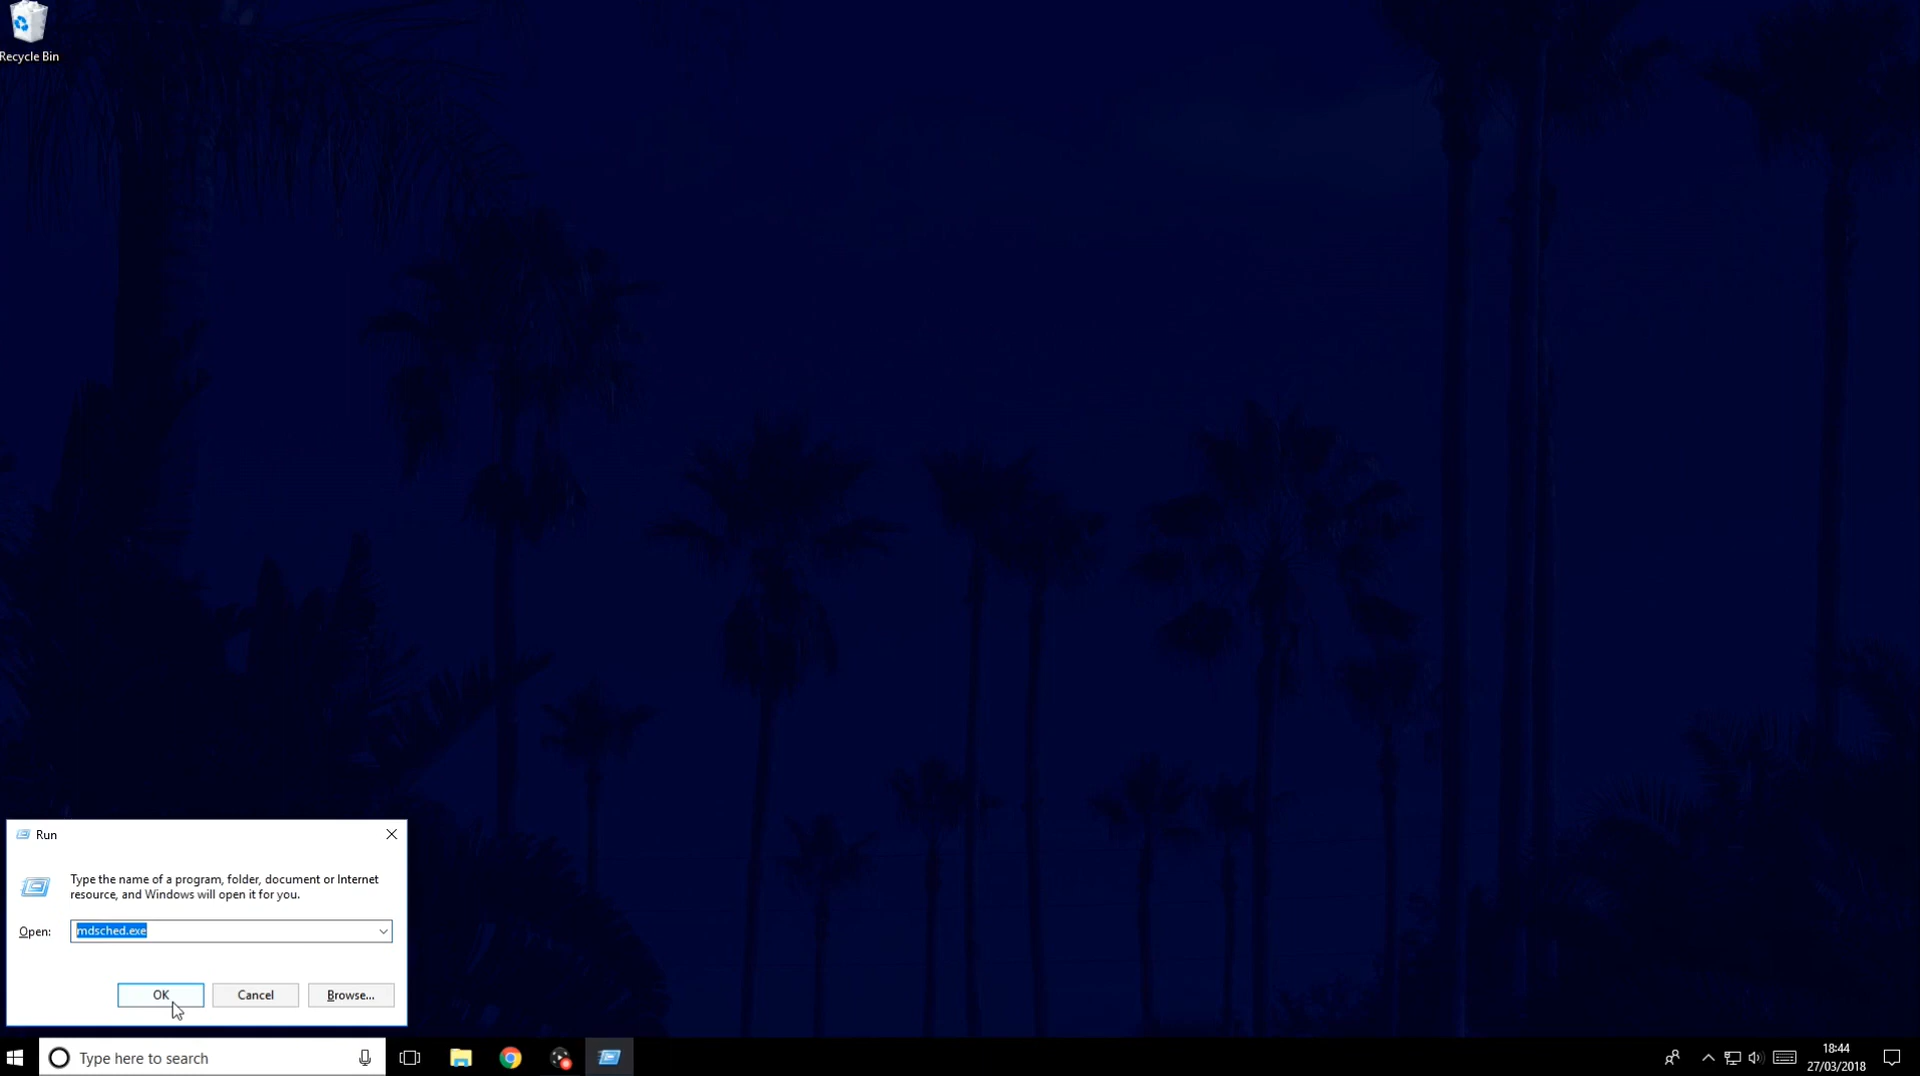 Recycle Bin
Run
Type the name of a program, folder, document or Internet
resource, and Windows will open it for you.
Open:
mdsched.exe
OK
Cancel
Browse...
Type here to search
18:44
27/03/2018